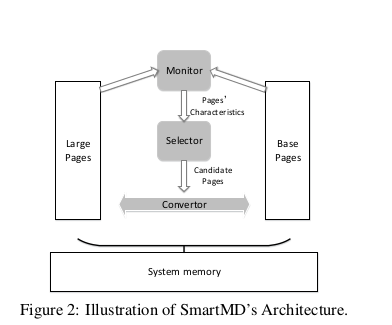 Monitor
Pages'
Characteristics
Large
Pages
Selector
Base
Pages
Candidate
Pages
Convertor
System memory
Figure 2: Illustration of SmartMD's Architecture.